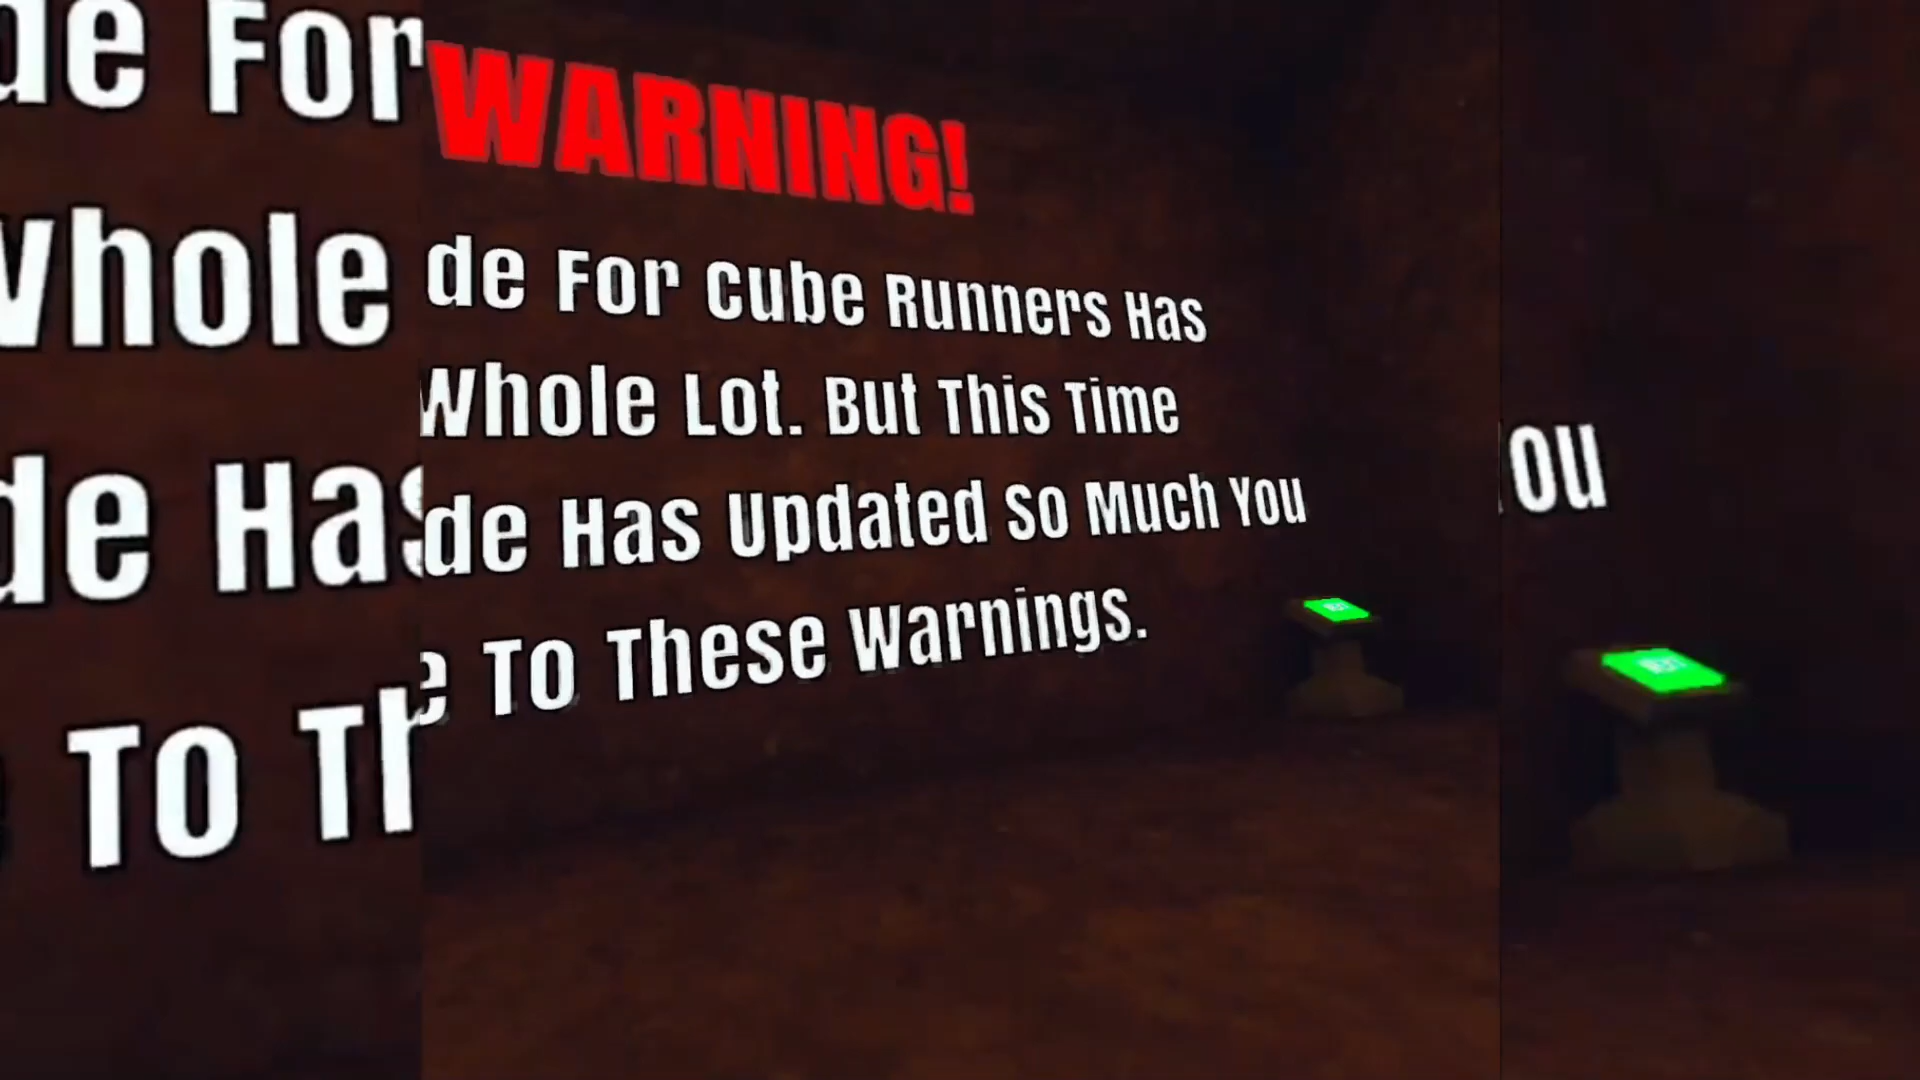 WARNING!
de For Cube Runners Has
Whole Lot. But This Time
de Has Updated So Much You
e To These Warnings.
de For
Whole
de Has
To Th
ou